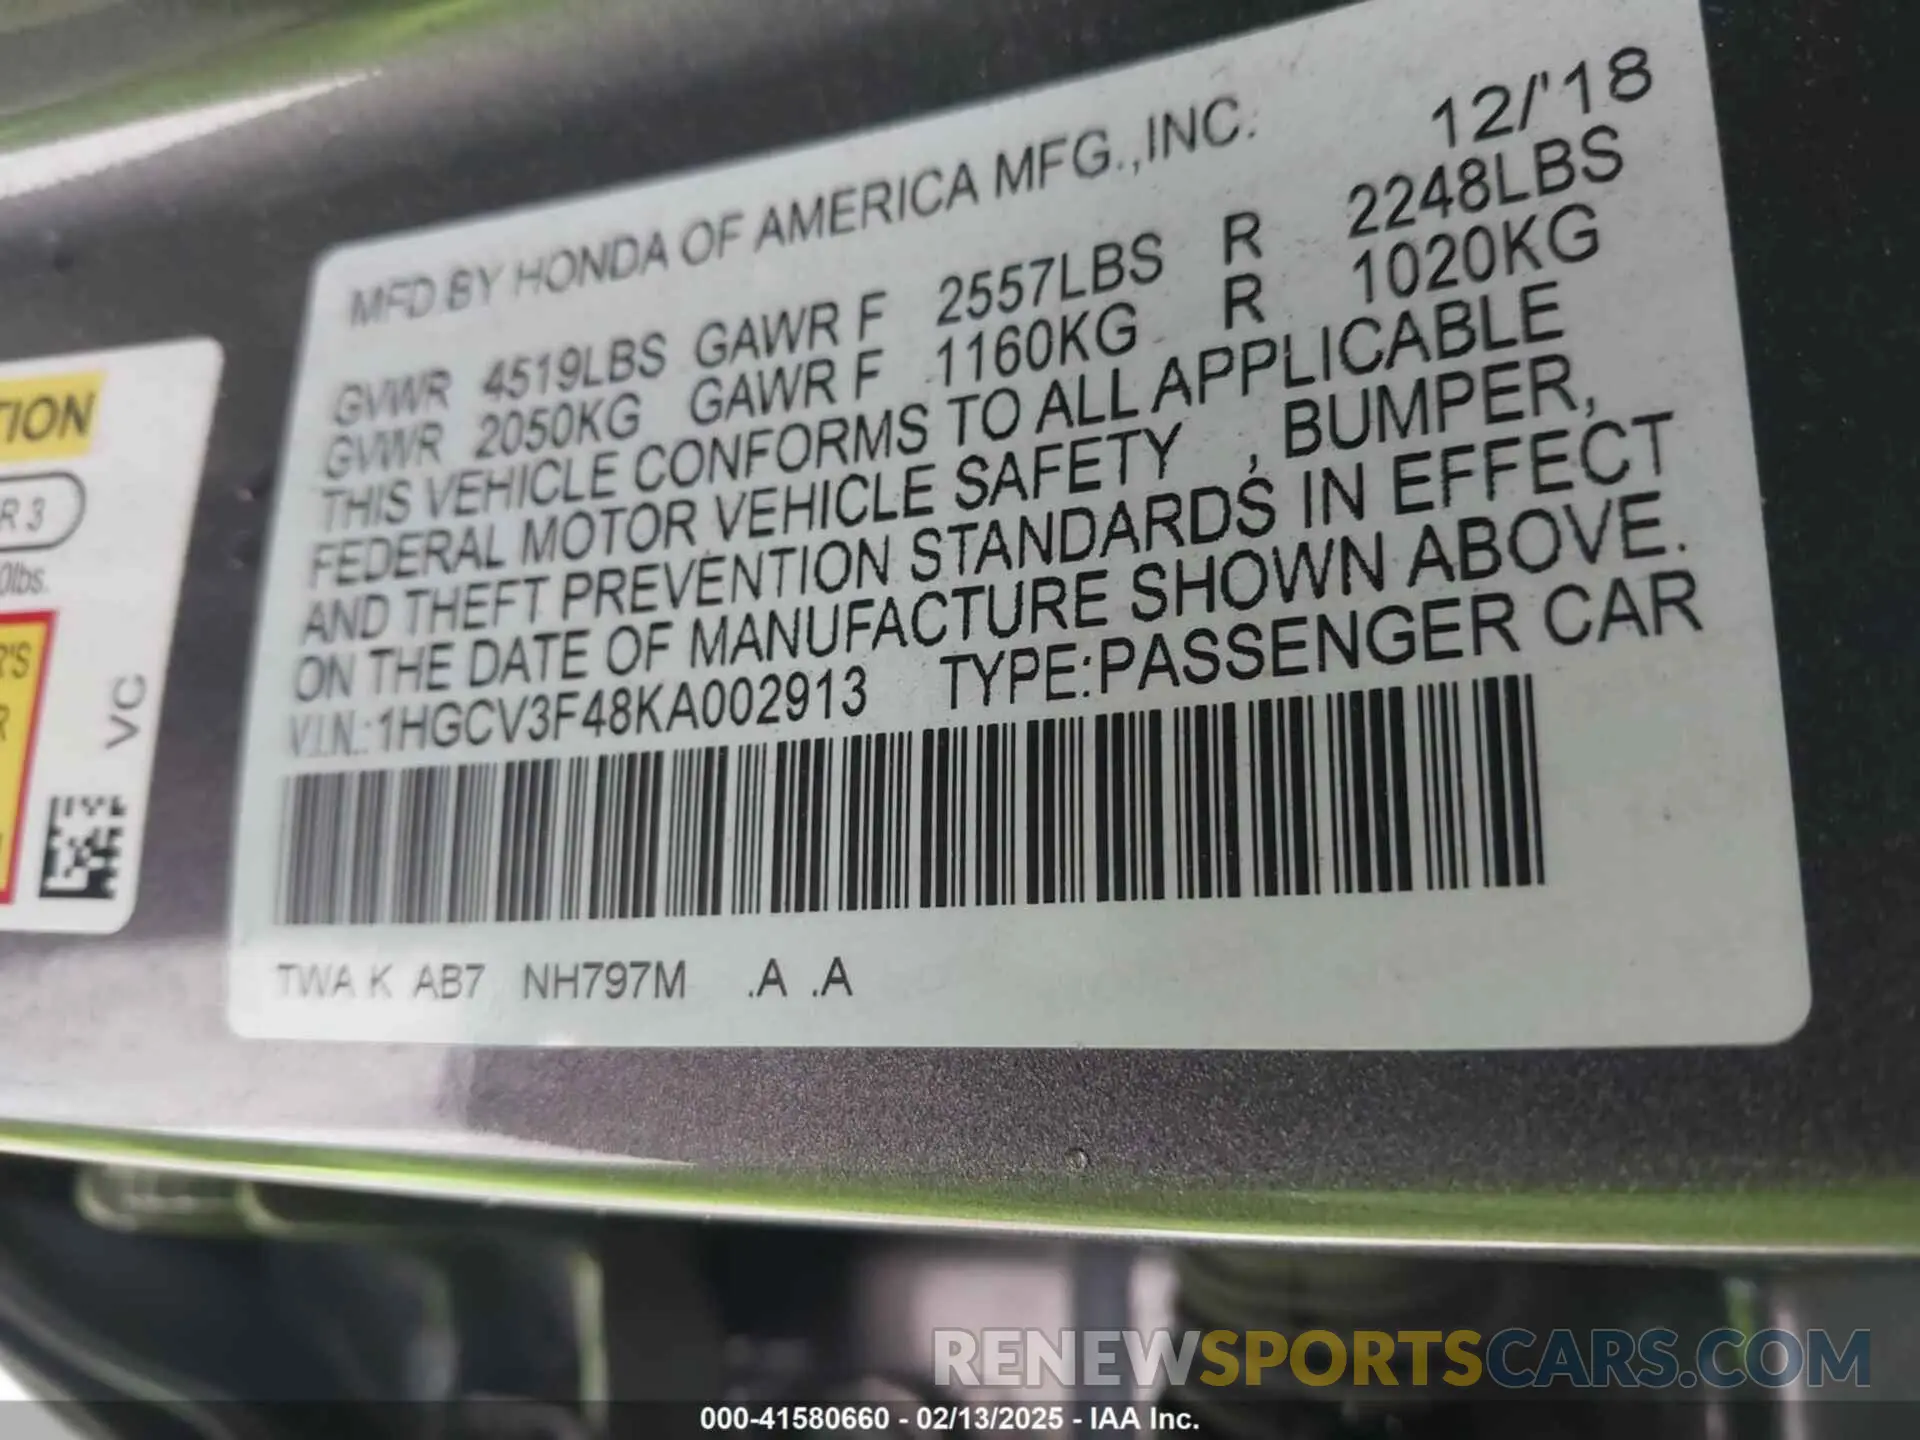 MFD.BY HONDA OF AMERICA MFG.,INC. 12/'18
GVWR 4519LBS GAWR F 2557LBS R 2248LBS
GVWR 2050KG GAWR F 1160KG R 1020KG
THIS VEHICLE CONFORMS TO ALL APPLICABLE
FEDERAL MOTOR VEHICLE SAFETY , BUMPER,
AND THEFT PREVENTION STANDARDS IN EFFECT
ON THE DATE OF MANUFACTURE SHOWN ABOVE.
V.I.N.:1HGCV3F48KA002913 TYPE:PASSENGER CAR
TWA K AB7 NH797M .A .A
TION
R 3
0lbs.
R'S
R
VC
RENEWSPORTSCARS.COM
000-41580660 - 02/13/2025 - IAA Inc.